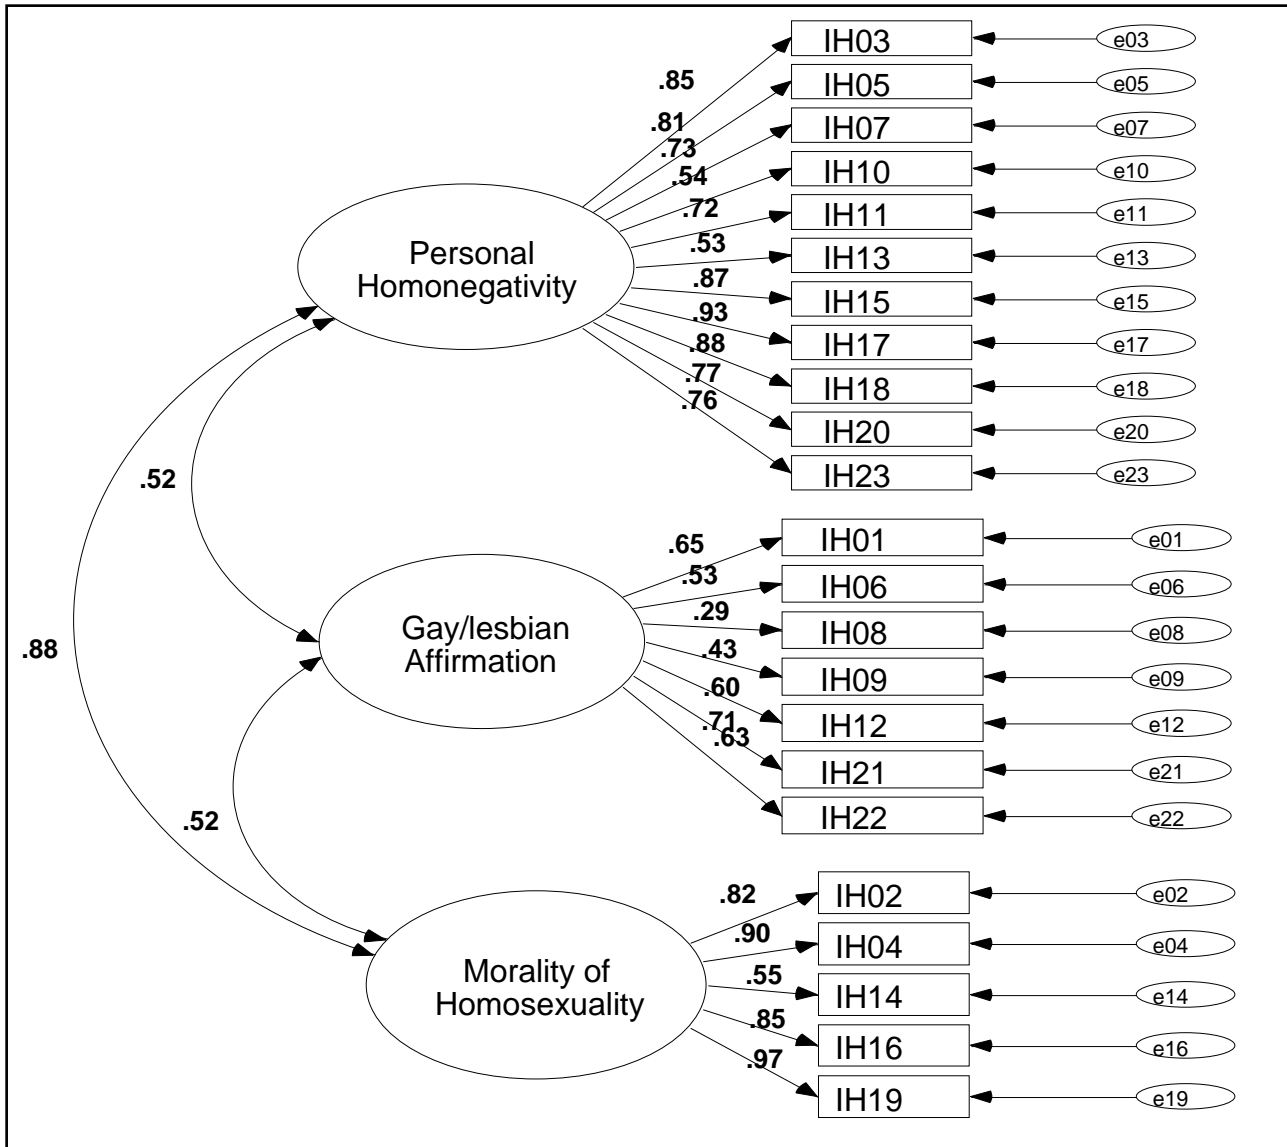 IH03
e03
.85
IH05
e05
.81
IH07
e07
.73
IH10
e10
.54
IH11
e11
.72
IH13
e13
.53
IH15
e15
.87
IH17
e17
.93
IH18
e18
.88
IH20
e20
.77
IH23
e23
.76
Personal
Homonegativity
.52
IH01
e01
.65
IH06
e06
.53
IH08
e08
.29
IH09
e09
.43
IH12
e12
.60
IH21
e21
.71
IH22
e22
.63
Gay/lesbian
Affirmation
.88
.52
IH02
e02
.82
IH04
e04
.90
IH14
e14
.55
IH16
e16
.85
IH19
e19
.97
Morality of
Homosexuality